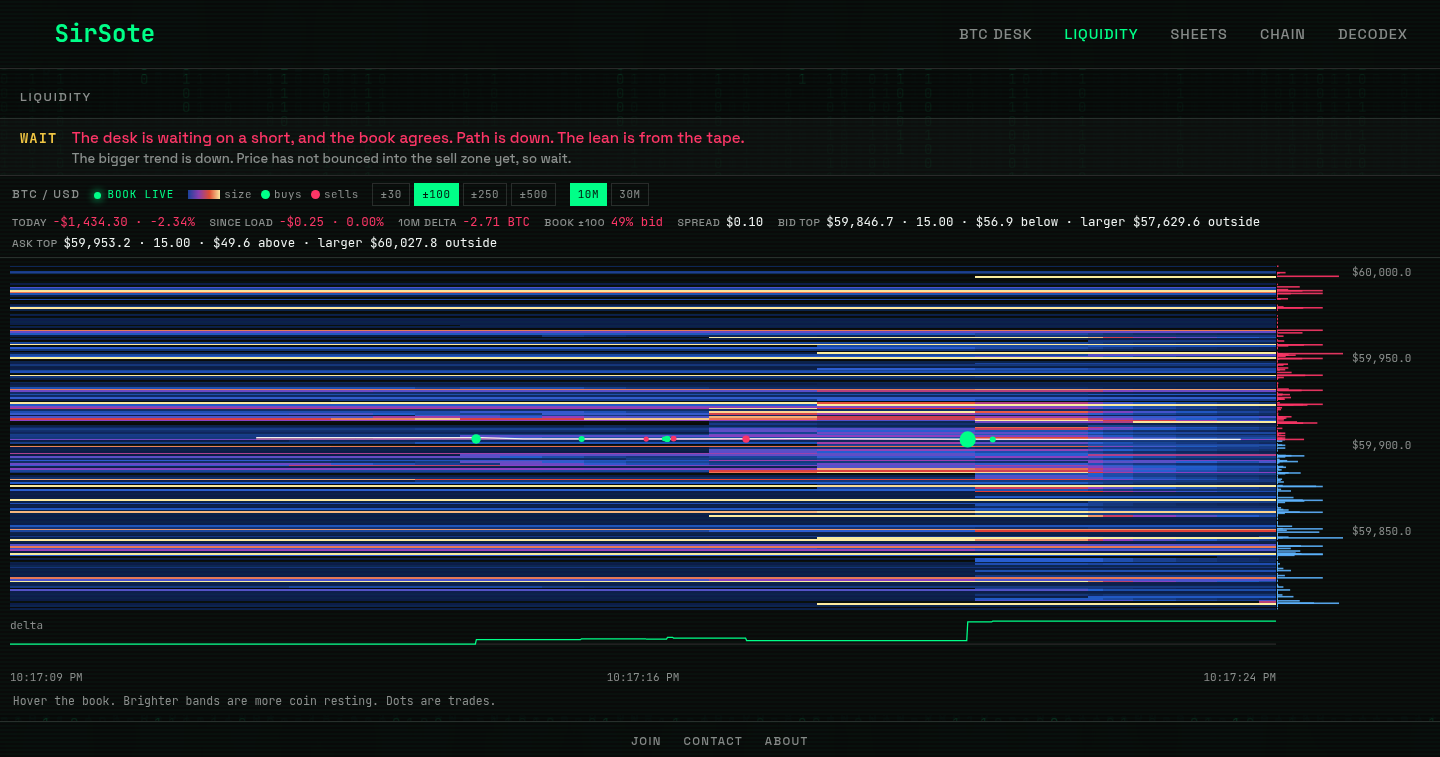 SirSote
BTC DESK LIQUIDITY SHEETS CHAIN DECODEX
LIQUIDITY
WAIT The desk is waiting on a short, and the book agrees. Path is down. The lean is from the tape.
The bigger trend is down. Price has not bounced into the sell zone yet, so wait.
BTC / USD BOOK LIVE size buys sells ±30 ±100 ±250 ±500 10M 30M
TODAY -$1,434.30 · -2.34% SINCE LOAD -$0.25 · 0.00% 10M DELTA -2.71 BTC BOOK ±100 49% bid SPREAD $0.10 BID TOP $59,846.7 · 15.00 · $56.9 below · larger $57,629.6 outside
ASK TOP $59,953.2 · 15.00 · $49.6 above · larger $60,027.8 outside
$60,000.0
$59,950.0
$59,900.0
$59,850.0
delta
10:17:09 PM 10:17:16 PM 10:17:24 PM
Hover the book. Brighter bands are more coin resting. Dots are trades.
JOIN CONTACT ABOUT